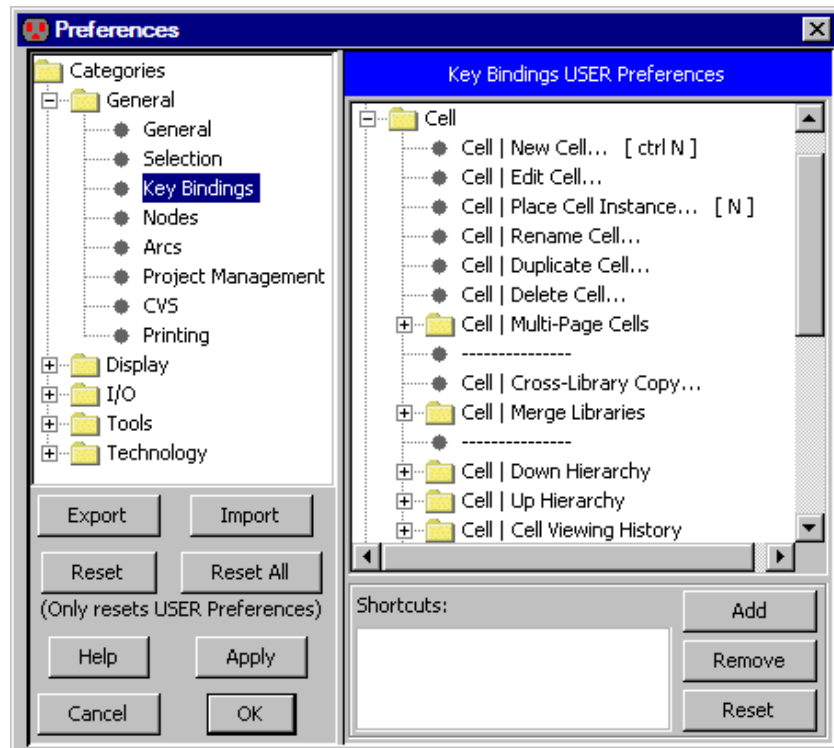 Preferences
Categories
General
General
Selection
Key Bindings
Nodes
Arcs
Project Management
CVS
Printing
Display
I/O
Tools
Technology
Export Import
Reset Reset All
(Only resets USER Preferences)
Help Apply
Cancel OK
Key Bindings USER Preferences
Cell
Cell | New Cell... [ ctrl N ]
Cell | Edit Cell...
Cell | Place Cell Instance... [ N ]
Cell | Rename Cell...
Cell | Duplicate Cell...
Cell | Delete Cell...
Cell | Multi-Page Cells
---------------
Cell | Cross-Library Copy...
Cell | Merge Libraries
---------------
Cell | Down Hierarchy
Cell | Up Hierarchy
Cell | Cell Viewing History
Shortcuts:
Add
Remove
Reset